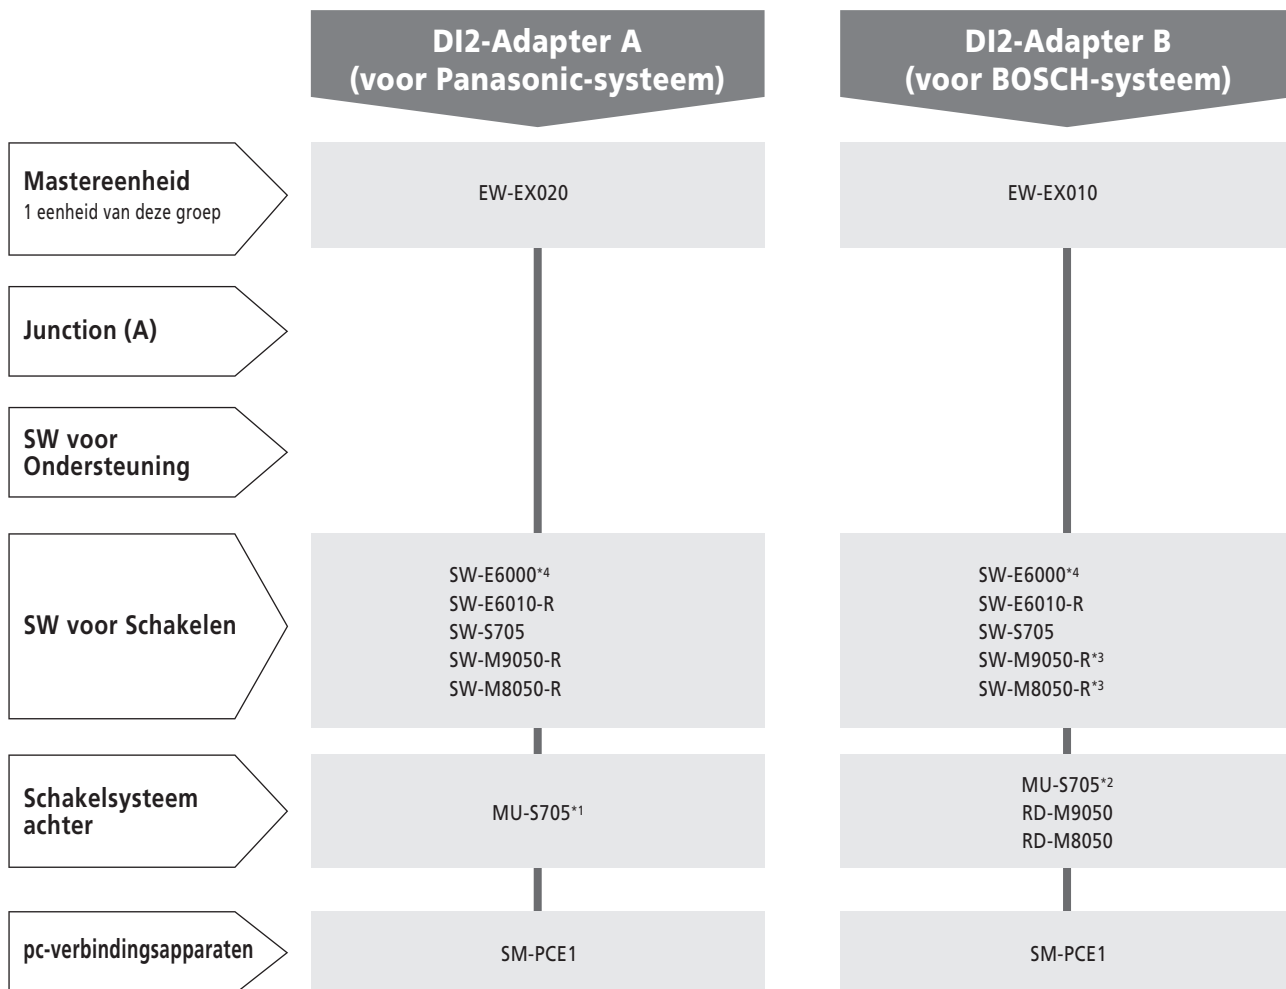 DI2-Adapter A
(voor Panasonic-systeem)
DI2-Adapter B
(voor BOSCH-systeem)
Mastereenheid
1 eenheid van deze groep
EW-EX020
EW-EX010
Junction (A)
SW voor
Ondersteuning
SW voor Schakelen
SW-E6000*4
SW-E6010-R
SW-S705
SW-M9050-R
SW-M8050-R
SW-E6000*4
SW-E6010-R
SW-S705
SW-M9050-R*3
SW-M8050-R*3
Schakelsysteem
achter
MU-S705*1
MU-S705*2
RD-M9050
RD-M8050
pc-verbindingsapparaten
SM-PCE1
SM-PCE1